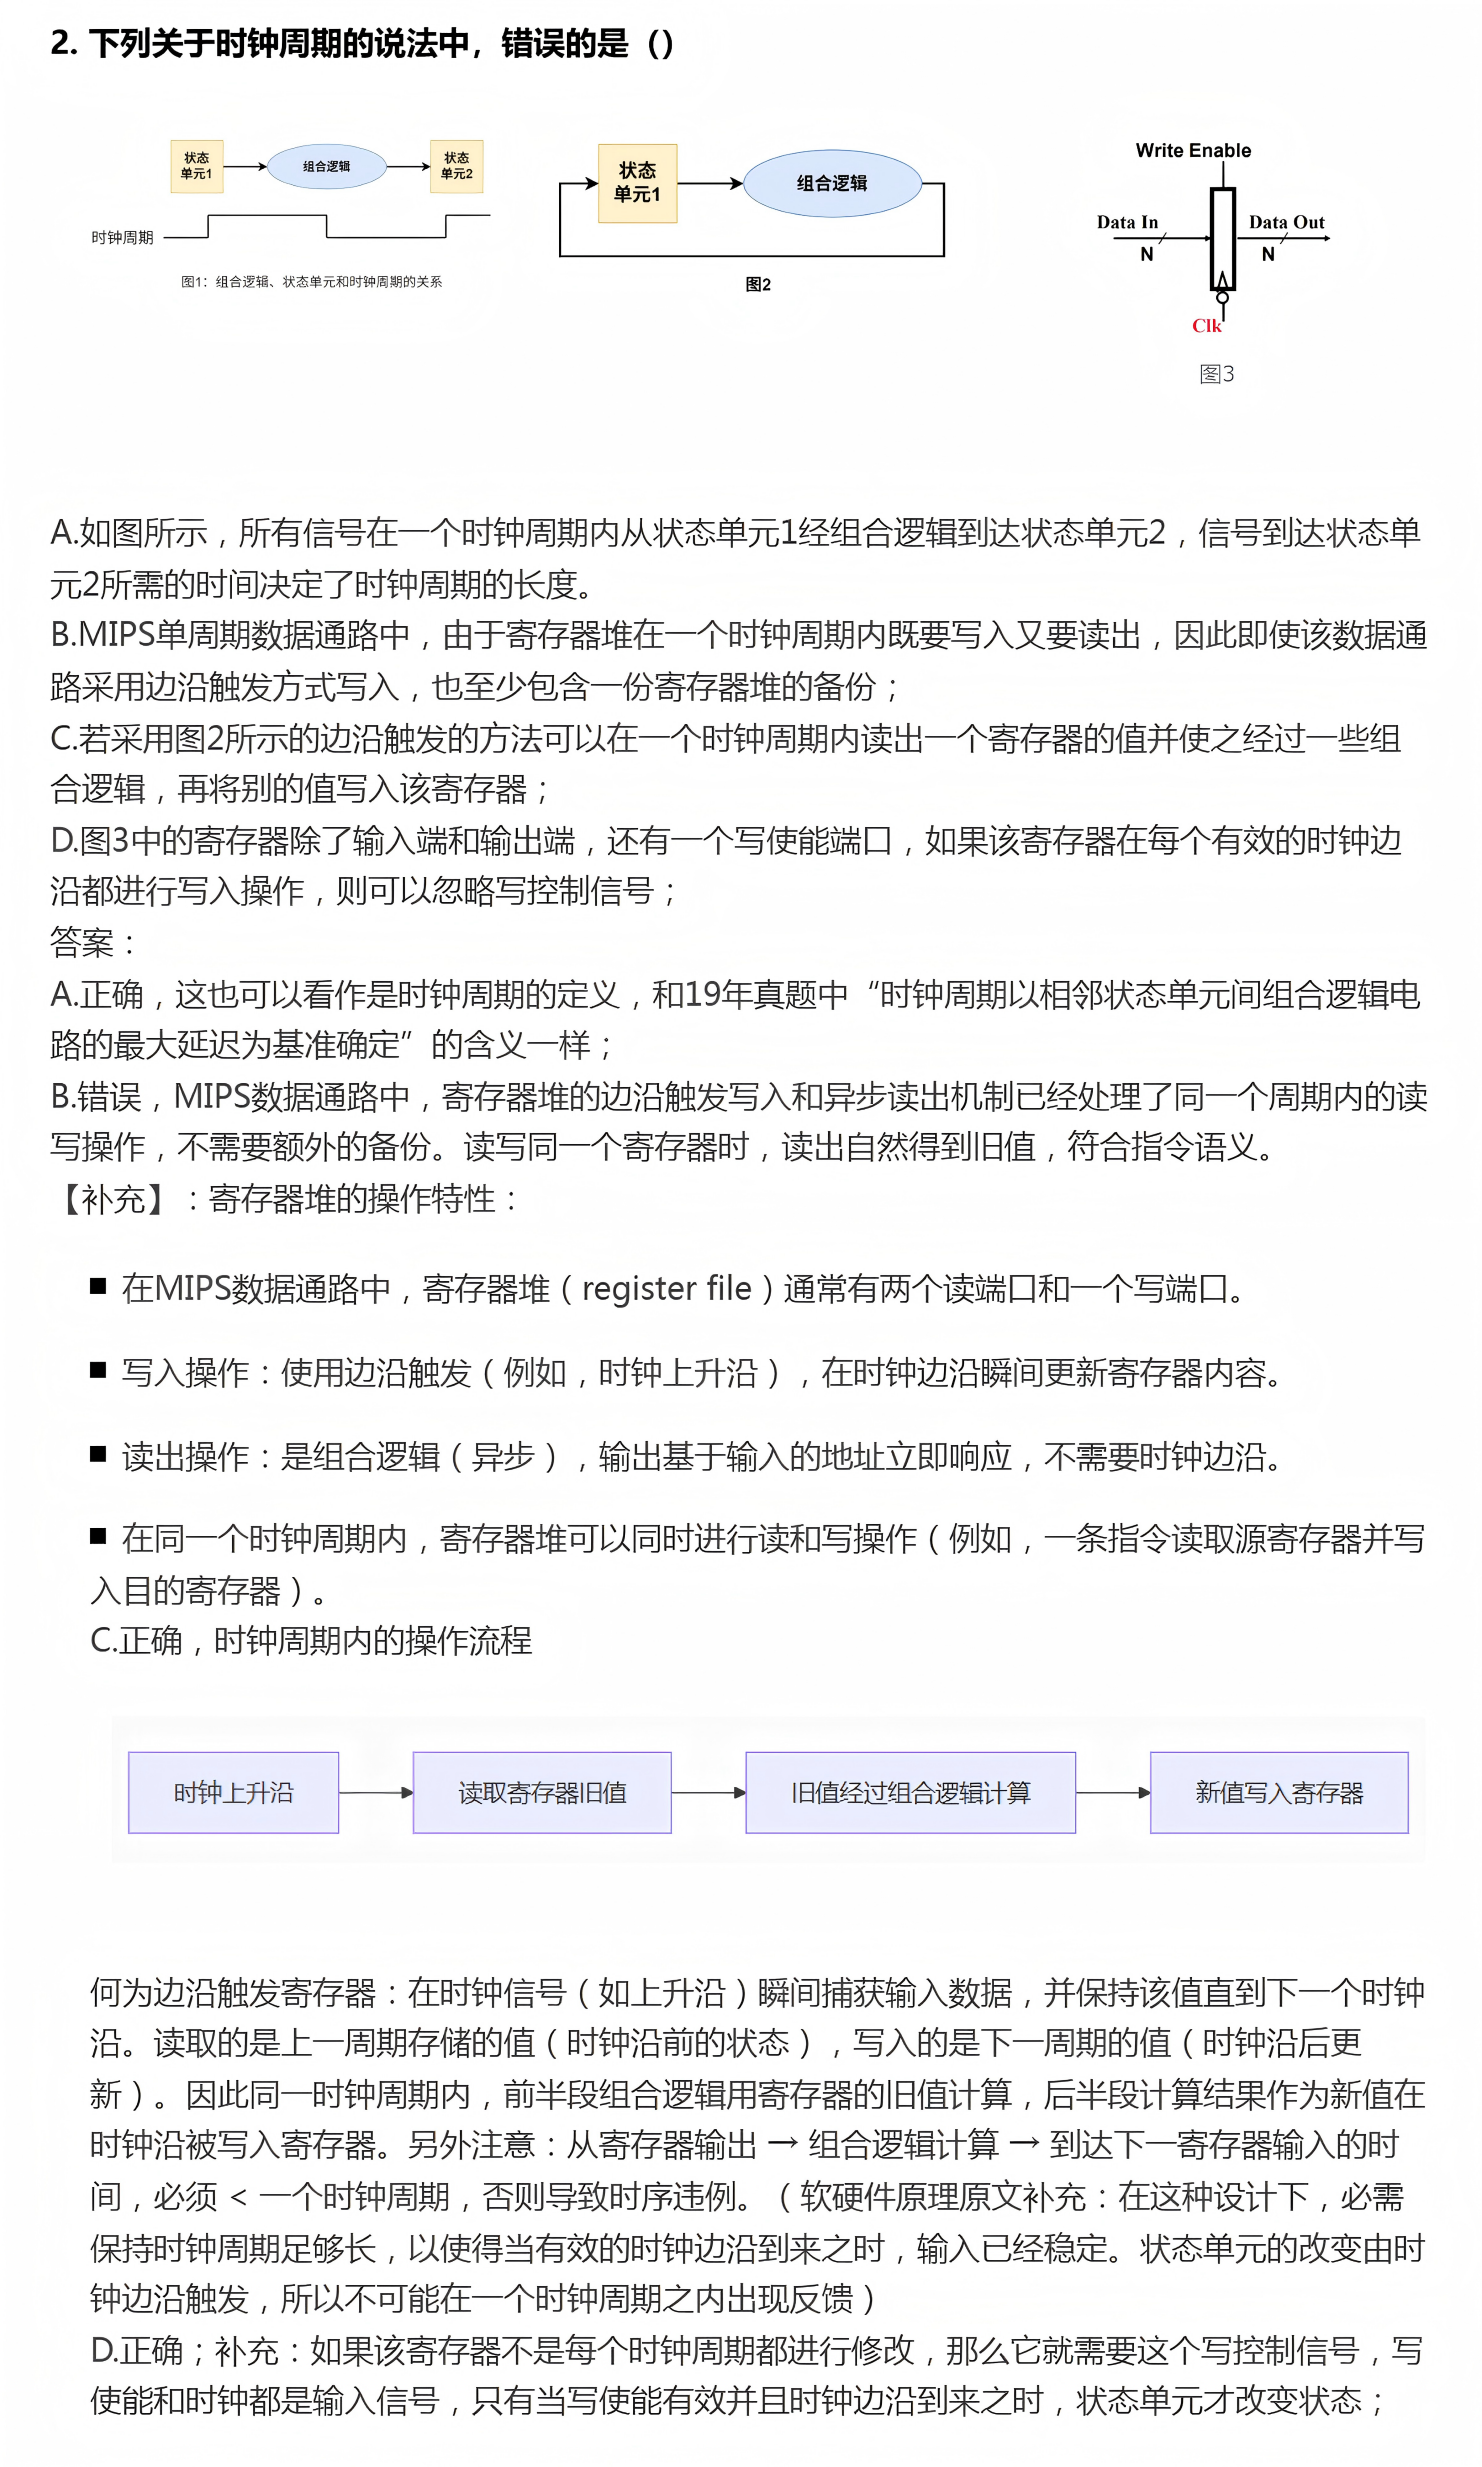 2. 下列关于时钟周期的说法中，错误的是（）
状态
单元1
组合逻辑
状态
单元2
时钟周期
图1：组合逻辑、状态单元和时钟周期的关系
状态
单元1
组合逻辑
图2
Write Enable
Data In
Data Out
N
N
Clk
图3
A.如图所示，所有信号在一个时钟周期内从状态单元1经组合逻辑到达状态单元2，信号到达状态单
元2所需的时间决定了时钟周期的长度。
B.MIPS单周期数据通路中，由于寄存器堆在一个时钟周期内既要写入又要读出，因此即使该数据通
路采用边沿触发方式写入，也至少包含一份寄存器堆的备份；
C.若采用图2所示的边沿触发的方法可以在一个时钟周期内读出一个寄存器的值并使之经过一些组
合逻辑，再将别的值写入该寄存器；
D.图3中的寄存器除了输入端和输出端，还有一个写使能端口，如果该寄存器在每个有效的时钟边
沿都进行写入操作，则可以忽略写控制信号；
答案：
A.正确，这也可以看作是时钟周期的定义，和19年真题中“时钟周期以相邻状态单元间组合逻辑电
路的最大延迟为基准确定”的含义一样；
B.错误，MIPS数据通路中，寄存器堆的边沿触发写入和异步读出机制已经处理了同一个周期内的读
写操作，不需要额外的备份。读写同一个寄存器时，读出自然得到旧值，符合指令语义。
【补充】：寄存器堆的操作特性：
■ 在MIPS数据通路中，寄存器堆（register file）通常有两个读端口和一个写端口。
■ 写入操作：使用边沿触发（例如，时钟上升沿），在时钟边沿瞬间更新寄存器内容。
■ 读出操作：是组合逻辑（异步），输出基于输入的地址立即响应，不需要时钟边沿。
■ 在同一个时钟周期内，寄存器堆可以同时进行读和写操作（例如，一条指令读取源寄存器并写
入目的寄存器）。
C.正确，时钟周期内的操作流程
时钟上升沿
读取寄存器旧值
旧值经过组合逻辑计算
新值写入寄存器
何为边沿触发寄存器：在时钟信号（如上升沿）瞬间捕获输入数据，并保持该值直到下一个时钟
沿。读取的是上一周期存储的值（时钟沿前的状态），写入的是下一周期的值（时钟沿后更
新）。因此同一时钟周期内，前半段组合逻辑用寄存器的旧值计算，后半段计算结果作为新值在
时钟沿被写入寄存器。另外注意：从寄存器输出 → 组合逻辑计算 → 到达下一寄存器输入的时
间，必须 < 一个时钟周期，否则导致时序违例。（软硬件原理原文补充：在这种设计下，必需
保持时钟周期足够长，以使得当有效的时钟边沿到来之时，输入已经稳定。状态单元的改变由时
钟边沿触发，所以不可能在一个时钟周期之内出现反馈）
D.正确；补充：如果该寄存器不是每个时钟周期都进行修改，那么它就需要这个写控制信号，写
使能和时钟都是输入信号，只有当写使能有效并且时钟边沿到来之时，状态单元才改变状态；